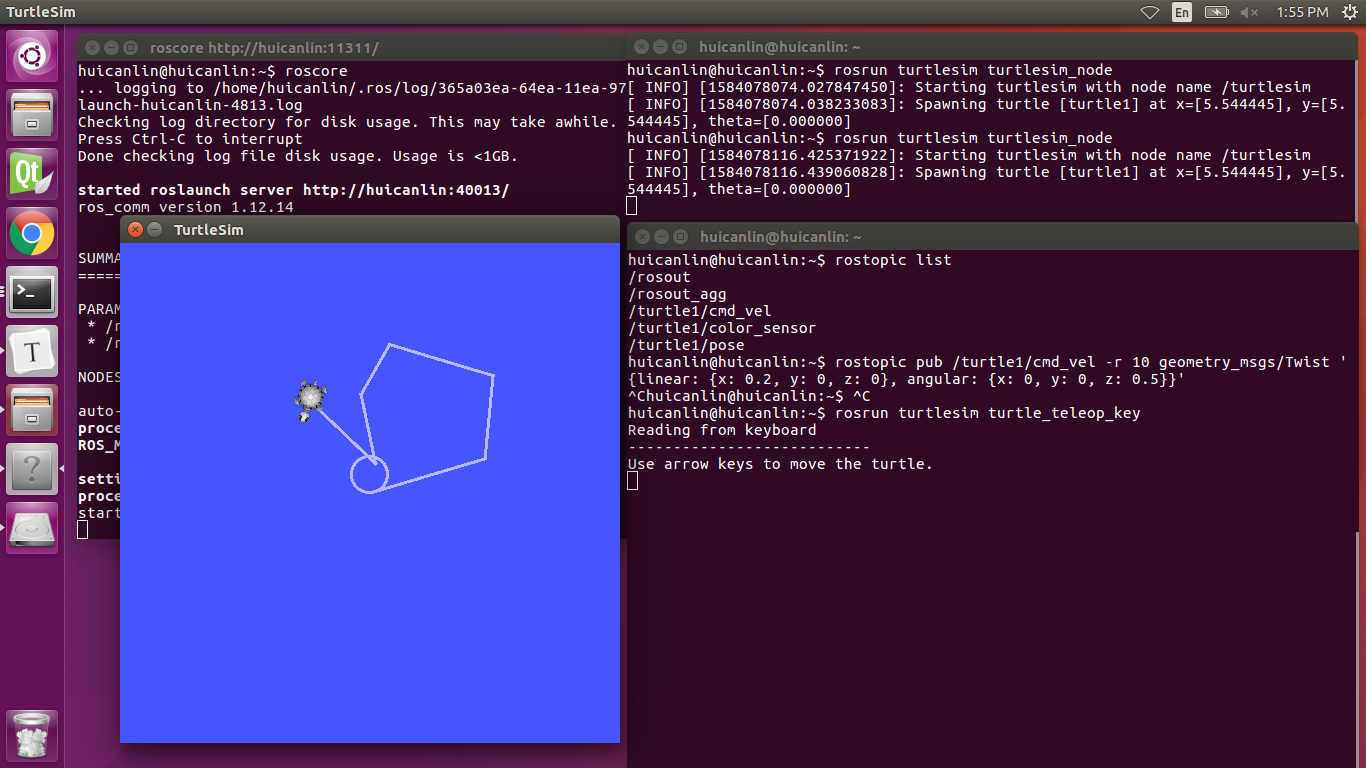 TurtleSim
En
1:55 PM
roscore http://huicanlin:11311/
huicanlin@huicanlin:~$ roscore
... logging to /home/huicanlin/.ros/log/365a03ea-64ea-11ea-97
launch-huicanlin-4813.log
Checking log directory for disk usage. This may take awhile.
Press Ctrl-C to interrupt
Done checking log file disk usage. Usage is <1GB.
started roslaunch server http://huicanlin:40013/
ros_comm version 1.12.14
SUMMA
=====
PARAM
* /r
* /r
NODES
auto-
proce
ROS_M
setti
proce
start
huicanlin@huicanlin: ~
huicanlin@huicanlin:~$ rosrun turtlesim turtlesim_node
[ INFO] [1584078074.027847450]: Starting turtlesim with node name /turtlesim
[ INFO] [1584078074.038233083]: Spawning turtle [turtle1] at x=[5.544445], y=[5.
544445], theta=[0.000000]
huicanlin@huicanlin:~$ rosrun turtlesim turtlesim_node
[ INFO] [1584078116.425371922]: Starting turtlesim with node name /turtlesim
[ INFO] [1584078116.439060828]: Spawning turtle [turtle1] at x=[5.544445], y=[5.
544445], theta=[0.000000]
TurtleSim
huicanlin@huicanlin: ~
huicanlin@huicanlin:~$ rostopic list
/rosout
/rosout_agg
/turtle1/cmd_vel
/turtle1/color_sensor
/turtle1/pose
huicanlin@huicanlin:~$ rostopic pub /turtle1/cmd_vel -r 10 geometry_msgs/Twist '
{linear: {x: 0.2, y: 0, z: 0}, angular: {x: 0, y: 0, z: 0.5}}'
^Chuicanlin@huicanlin:~$ ^C
huicanlin@huicanlin:~$ rosrun turtlesim turtle_teleop_key
Reading from keyboard
---------------------------
Use arrow keys to move the turtle.
Qt
>_
T
?